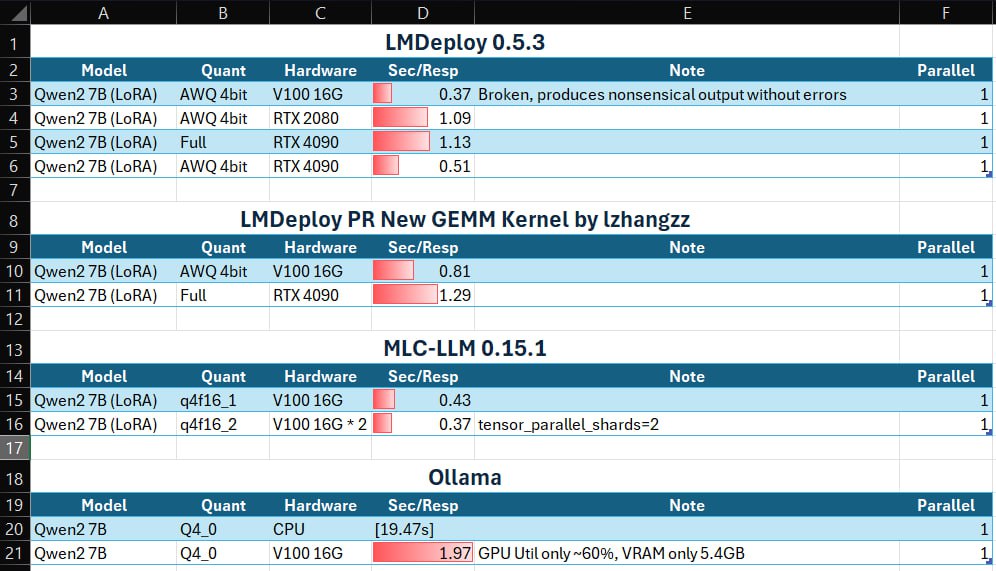 A B C D E F
1 LMDeploy 0.5.3
2 Model Quant Hardware Sec/Resp Note Parallel
3 Qwen2 7B (LoRA) AWQ 4bit V100 16G 0.37 Broken, produces nonsensical output without errors 1
4 Qwen2 7B (LoRA) AWQ 4bit RTX 2080 1.09 1
5 Qwen2 7B (LoRA) Full RTX 4090 1.13 1
6 Qwen2 7B (LoRA) AWQ 4bit RTX 4090 0.51 1
7
8 LMDeploy PR New GEMM Kernel by lzhangzz
9 Model Quant Hardware Sec/Resp Note Parallel
10 Qwen2 7B (LoRA) AWQ 4bit V100 16G 0.81 1
11 Qwen2 7B (LoRA) Full RTX 4090 1.29 1
12
13 MLC-LLM 0.15.1
14 Model Quant Hardware Sec/Resp Note Parallel
15 Qwen2 7B (LoRA) q4f16_1 V100 16G 0.43 1
16 Qwen2 7B (LoRA) q4f16_2 V100 16G * 2 0.37 tensor_parallel_shards=2 1
17
18 Ollama
19 Model Quant Hardware Sec/Resp Note Parallel
20 Qwen2 7B Q4_0 CPU [19.47s] 1
21 Qwen2 7B Q4_0 V100 16G 1.97 GPU Util only ~60%, VRAM only 5.4GB 1